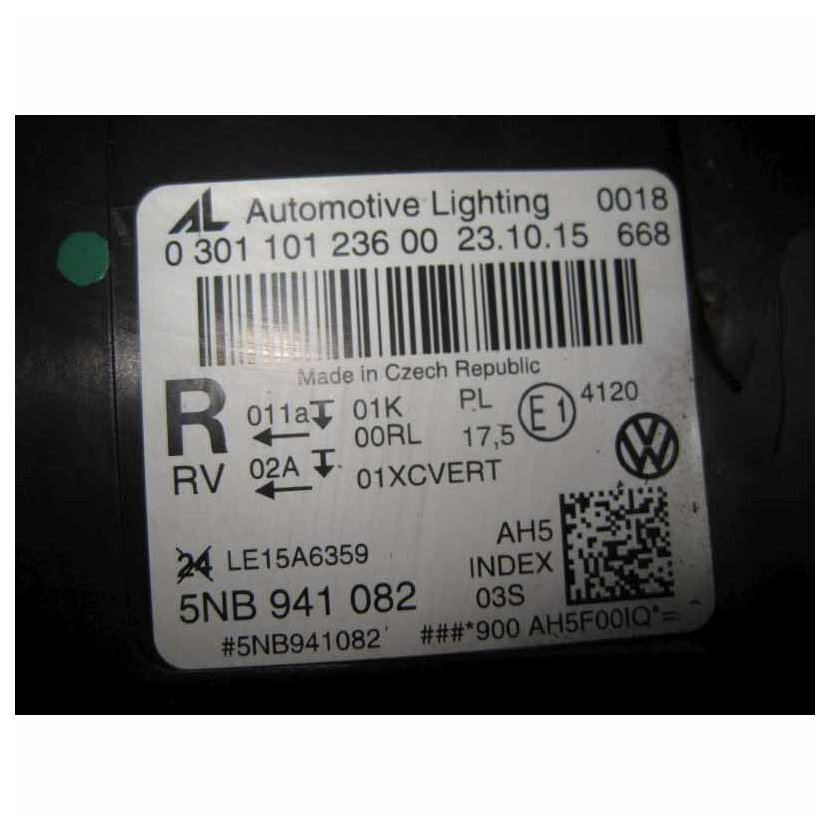 AL Automotive Lighting 0018
0 301 101 236 00 23.10.15 668
Made in Czech Republic
R 011a 01K PL E1 4120
00RL 17,5
RV 02A 01XCVERT
VW
24 LE15A6359 AH5
INDEX
5NB 941 082 03S
#5NB941082 ###*900 AH5F00IQ*=